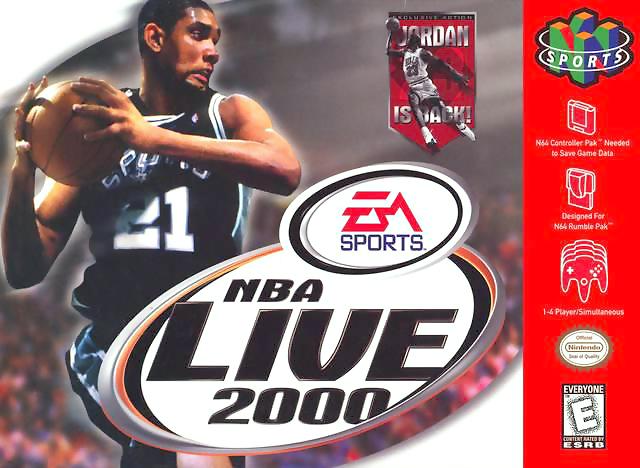 EXCLUSIVE ACTION
JORDAN
23
IS BACK!
SPURS
21
EA
SPORTS
NBA
LIVE
2000
SPORTS
N64 Controller Pak™ Needed
to Save Game Data
Designed For
N64 Rumble Pak™
1-4 Player/Simultaneous
Official
Nintendo
Seal of Quality
EVERYONE
E
CONTENT RATED BY
ESRB